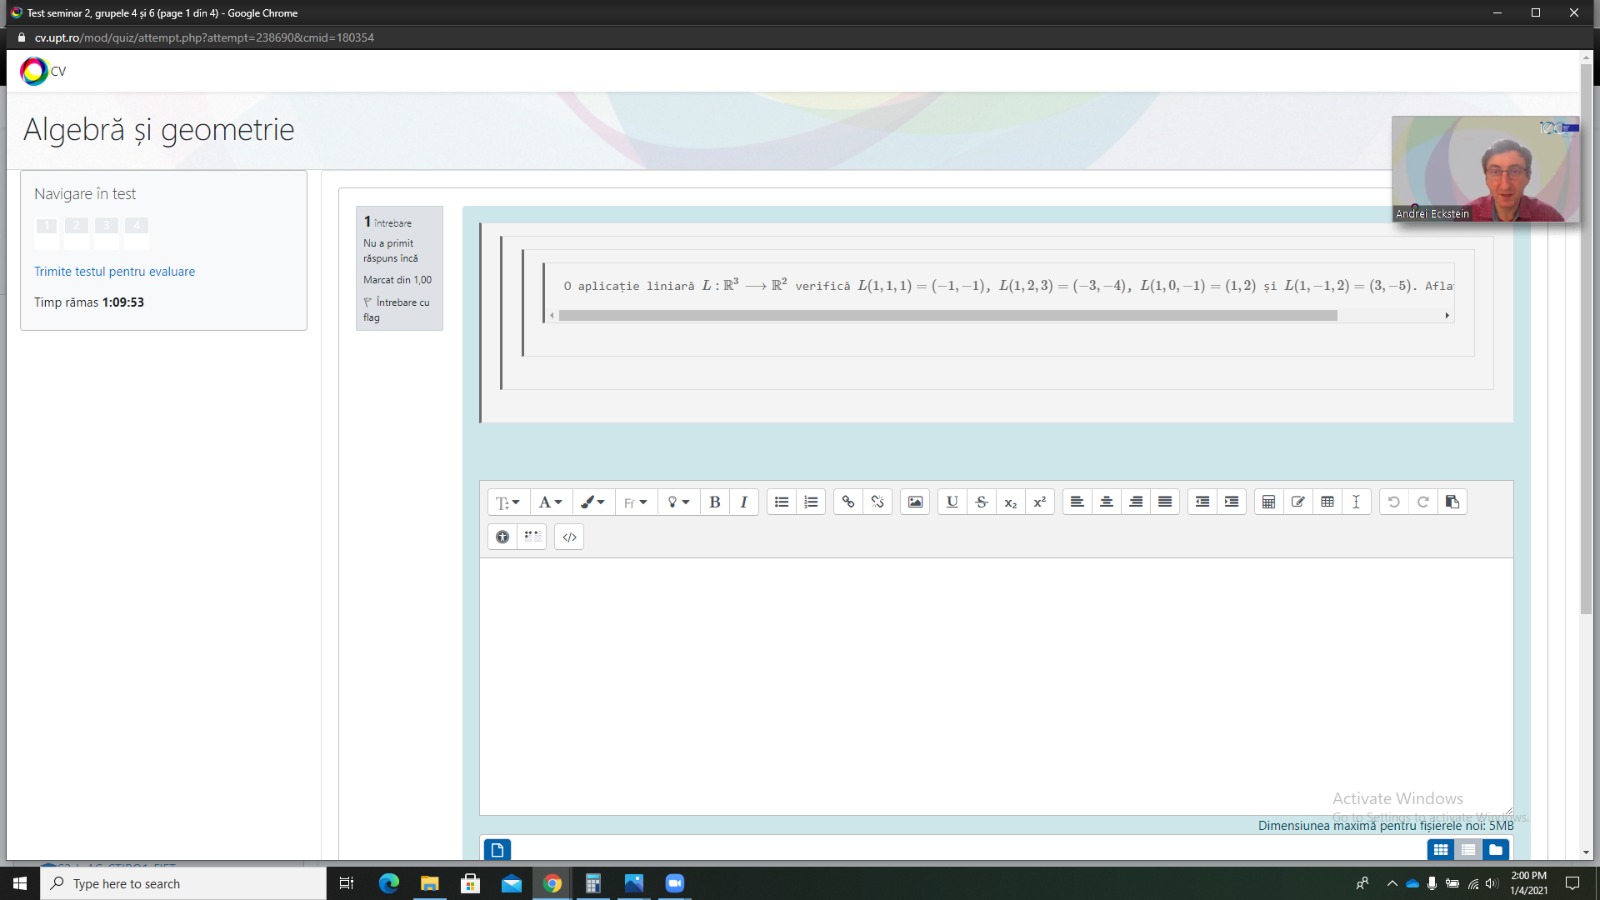 Test seminar 2, grupele 4 și 6 (page 1 din 4) - Google Chrome
cv.upt.ro/mod/quiz/attempt.php?attempt=238690&cmid=180354
CV
Algebră și geometrie
Andrei Eckstein
Navigare în test
1 2 3 4
Trimite testul pentru evaluare
Timp rămas 1:09:53
1 întrebare
Nu a primit
răspuns încă
Marcat din 1,00
Întrebare cu
flag
O aplicație liniară L : ℝ³ ⟶ ℝ² verifică L(1, 1, 1) = (−1, −1), L(1, 2, 3) = (−3, −4), L(1, 0, −1) = (1, 2) și L(1, −1, 2) = (3, −5). Afla
Activate Windows
Go to Settings to activate Windows.
Dimensiunea maximă pentru fișierele noi: 5MB
Type here to search
2:00 PM
1/4/2021